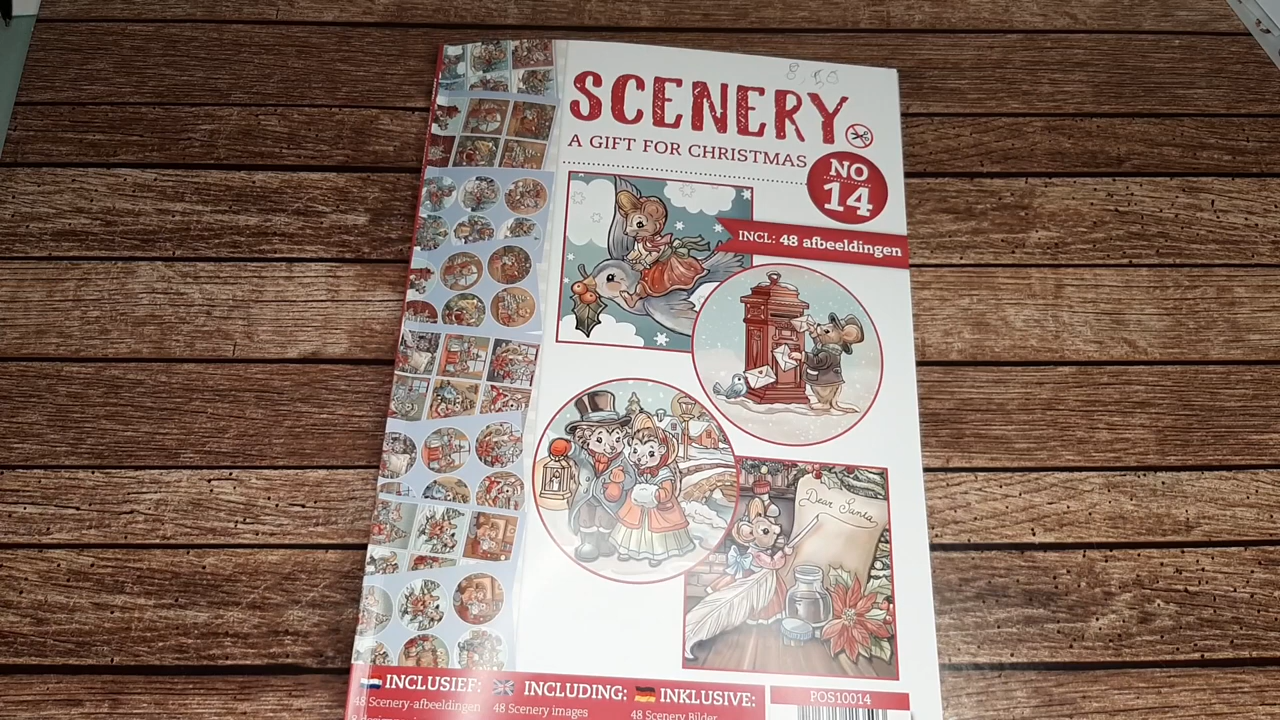 SCENERY
A GIFT FOR CHRISTMAS
NO
14
INCL: 48 afbeeldingen
Dear Santa
INCLUSIEF:
48 Scenery-afbeeldingen
INCLUDING:
48 Scenery images
INKLUSIVE:
48 Scenery Bilder
POS10014